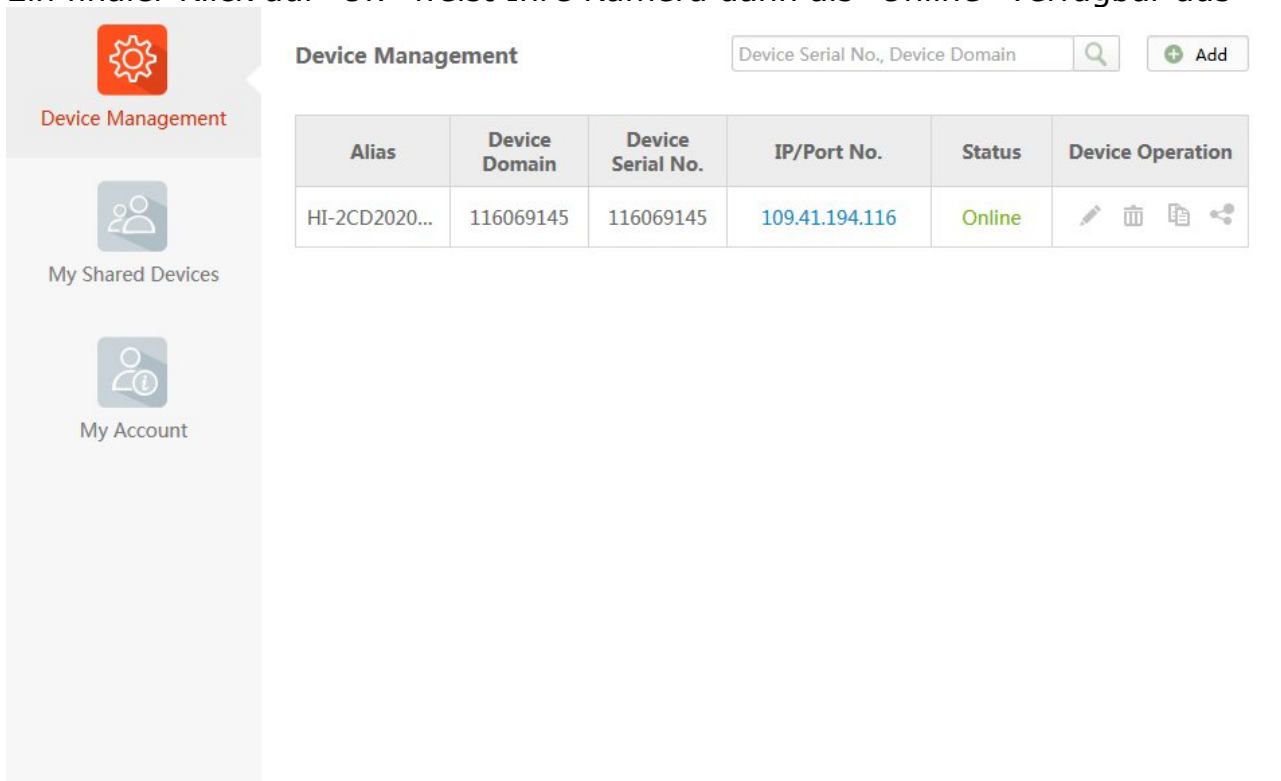 Device Management
Device Serial No., Device Domain
Add
Device Management
Alias
Device Domain
Device Serial No.
IP/Port No.
Status
Device Operation
HI-2CD2020...
116069145
116069145
109.41.194.116
Online
My Shared Devices
My Account